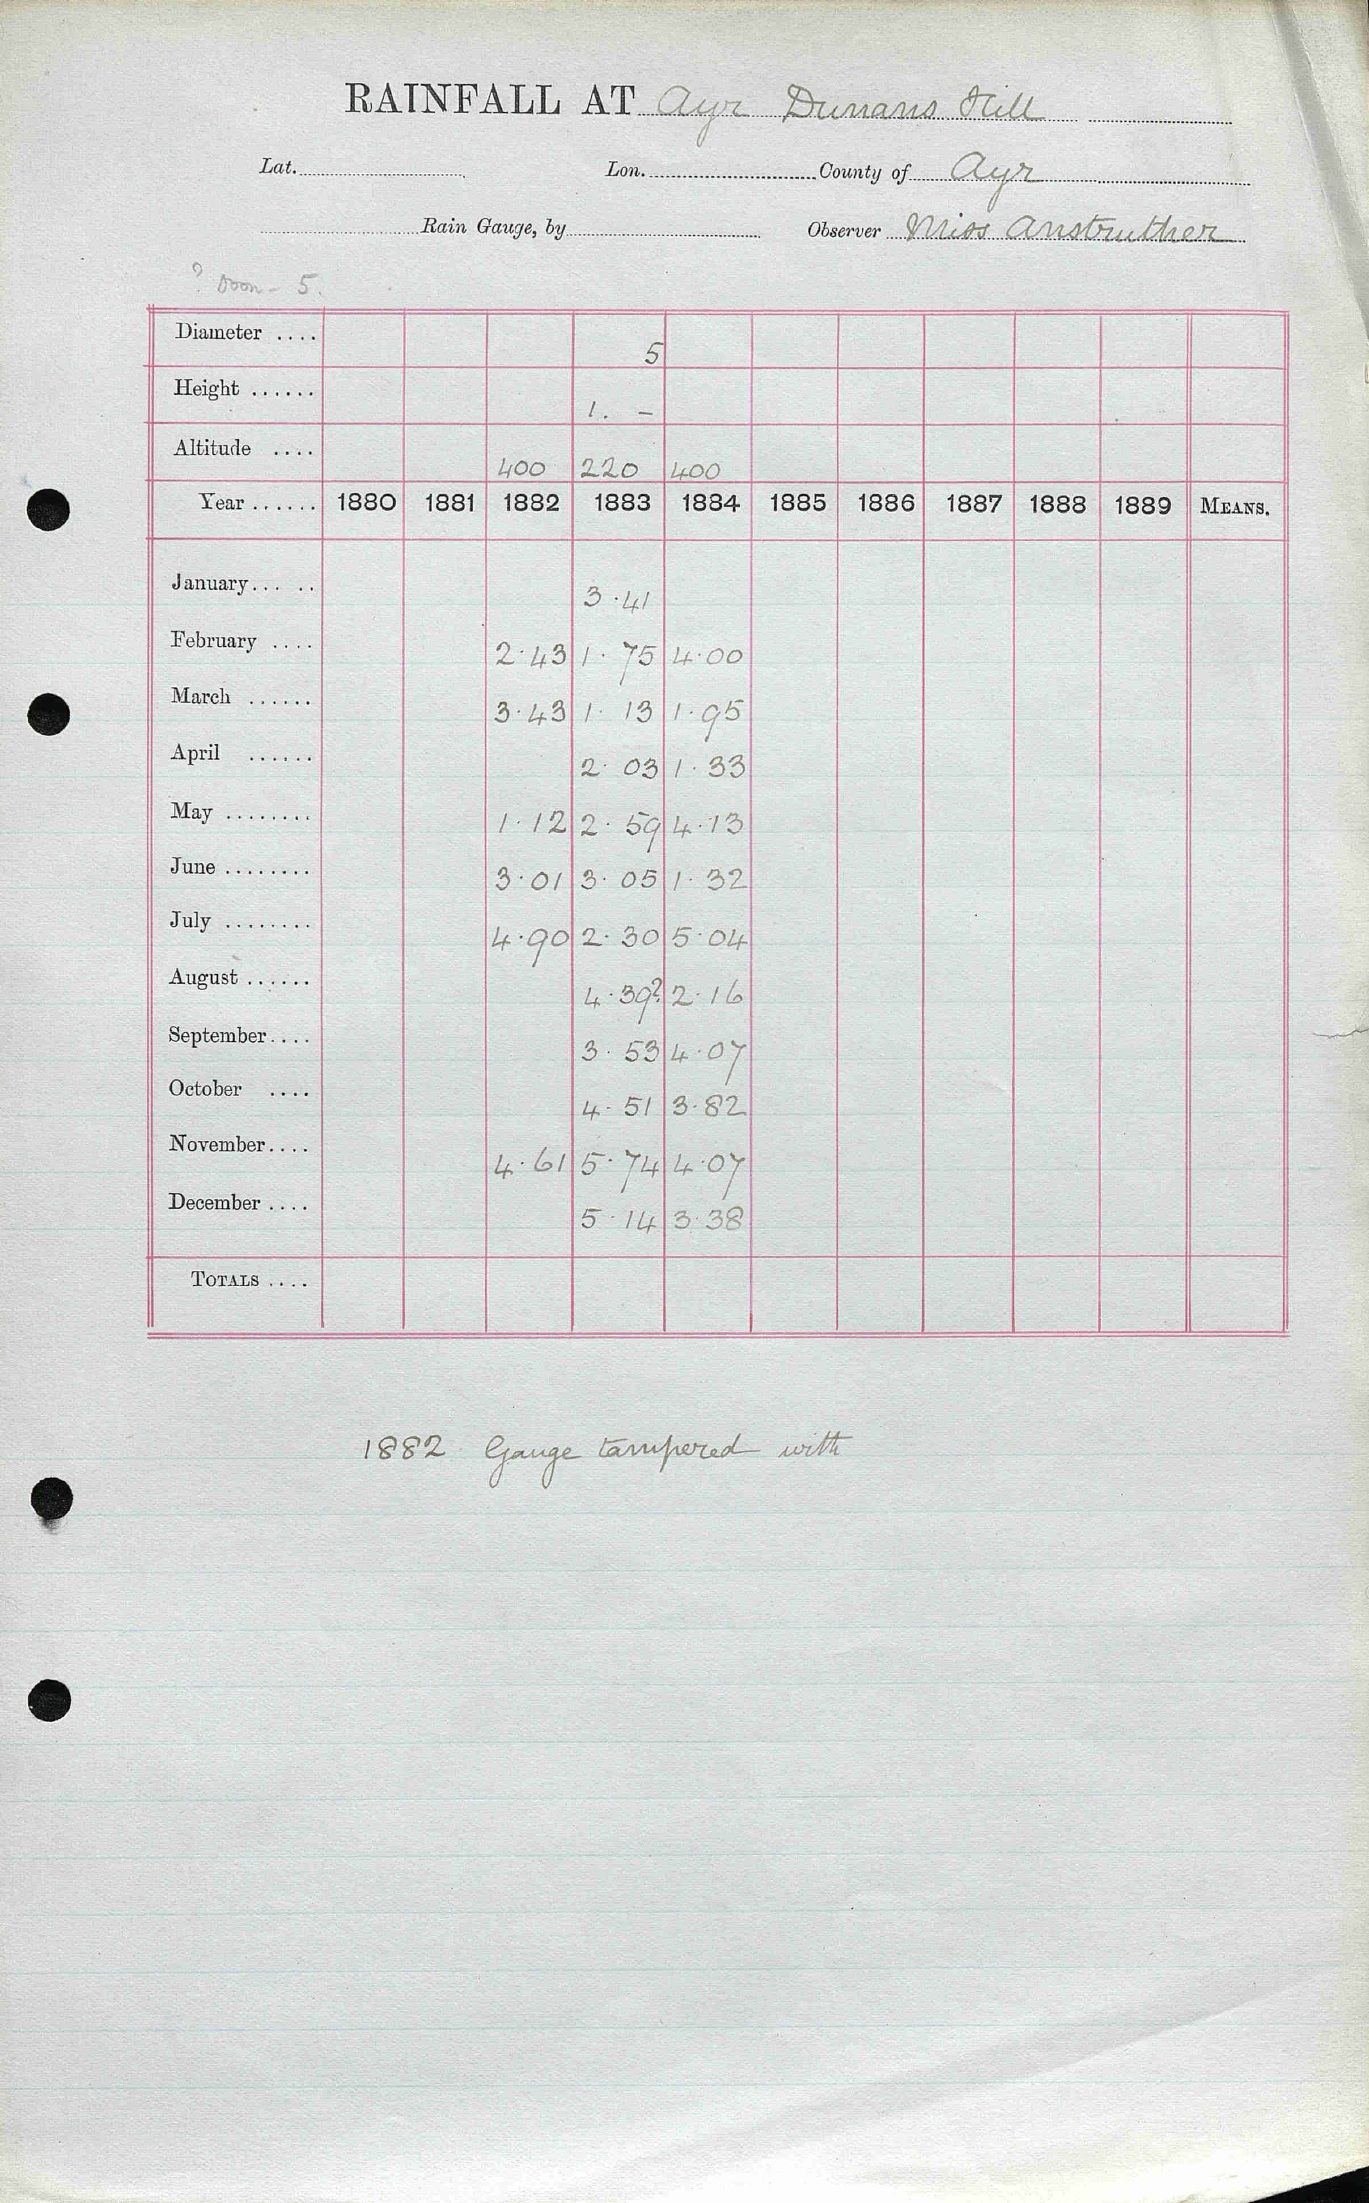 RAINFALL AT Ayr Dunans Hill
Lat. Lon. County of Ayr
Rain Gauge, by Observer Miss Anstruther
? Doon - 5.
Diameter .... 5
Height ...... 1. -
Altitude .... 400 220 400
Year ...... 1880 1881 1882 1883 1884 1885 1886 1887 1888 1889 MEANS.
January... .. 3.41
February .... 2.43 1.75 4.00
March ...... 3.43 1.13 1.95
April ...... 2.03 1.33
May ........ 1.12 2.59 4.13
June ........ 3.01 3.05 1.32
July ........ 4.90 2.30 5.04
August ...... 4.39? 2.16
September.... 3.53 4.07
October .... 4.51 3.82
November.... 4.61 5.74 4.07
December .... 5.14 3.38
TOTALS ....
1882 Gauge tampered with